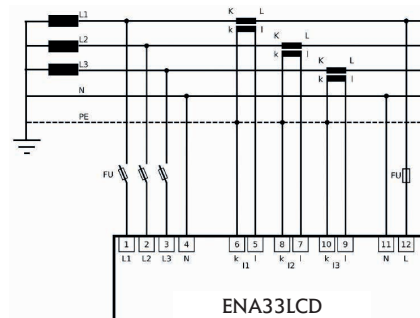 K L
L1
k l
K L
L2
k l
K L
L3
k l
N
PE
FU FU
1 2 3 4 6 5 8 7 10 9 11 12
L1 L2 L3 N k l k l k l N L
I1 I2 I3
ENA33LCD